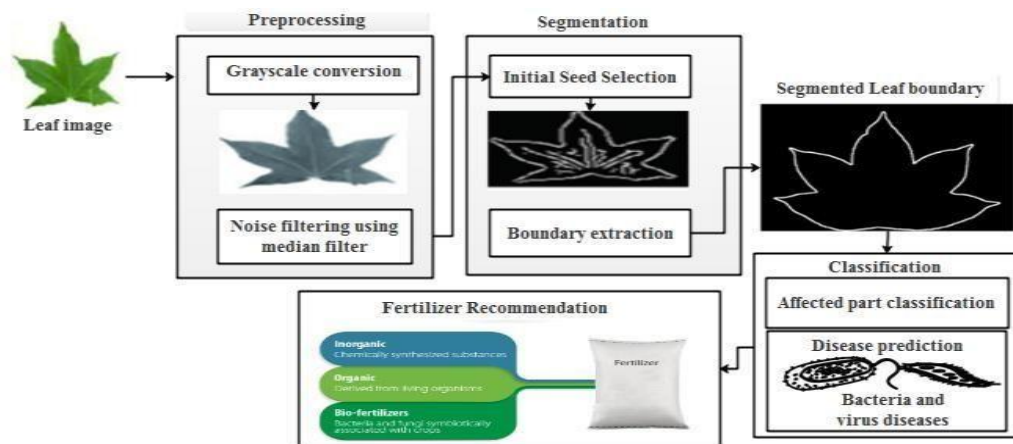 Preprocessing
Segmentation
Leaf image
Grayscale conversion
Noise filtering using
median filter
Initial Seed Selection
Boundary extraction
Segmented Leaf boundary
Classification
Affected part classification
Disease prediction
Bacteria and
virus diseases
Fertilizer Recommendation
Inorganic
Chemically synthesized substances
Organic
Derived from living organisms
Bio-fertilizers
Bacteria and fungi symbiotically
associated with crops
Fertilizer